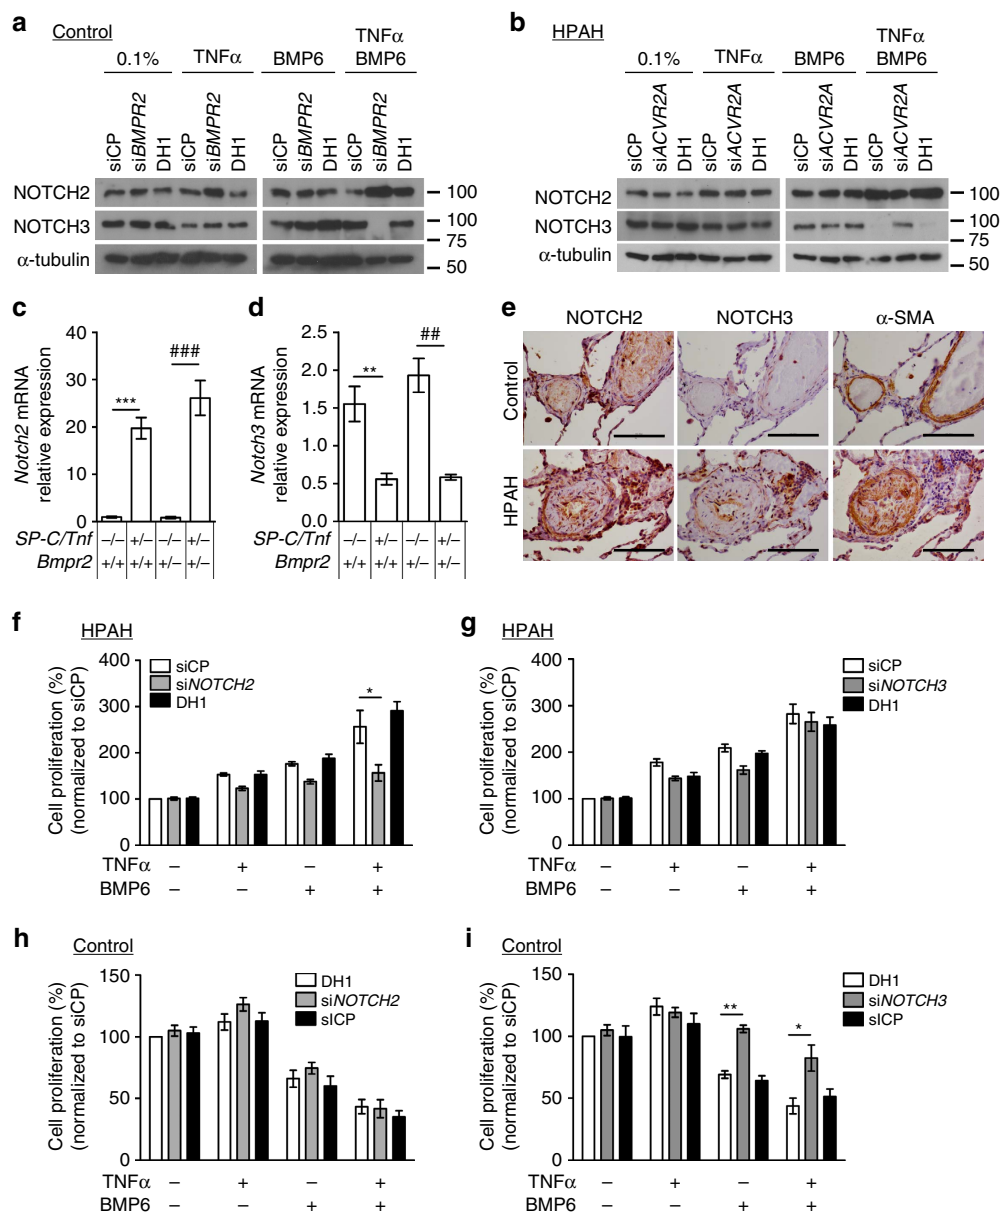 a Control
0.1% TNFα BMP6 TNFα BMP6
siCP siBMPR2 DH1 siCP siBMPR2 DH1 siCP siBMPR2 DH1 siCP siBMPR2 DH1
NOTCH2 100
NOTCH3 100
75
α-tubulin 50
b HPAH
0.1% TNFα BMP6 TNFα BMP6
siCP siACVR2A DH1 siCP siACVR2A DH1 siCP siACVR2A DH1 siCP siACVR2A DH1
NOTCH2 100
NOTCH3 100
75
α-tubulin 50
c
Notch2 mRNA
relative expression
40
30
20
10
0
*** ###
SP-C/Tnf –/– +/– –/– +/–
Bmpr2 +/+ +/+ +/– +/–
d
Notch3 mRNA
relative expression
2.5
2.0
1.5
1.0
0.5
0.0
** ##
SP-C/Tnf –/– +/– –/– +/–
Bmpr2 +/+ +/+ +/– +/–
e
NOTCH2 NOTCH3 α-SMA
Control
HPAH
f HPAH
Cell proliferation (%)
(normalized to siCP)
400
300
200
100
0
siCP
siNOTCH2
DH1
*
TNFα – + – +
BMP6 – – + +
g HPAH
Cell proliferation (%)
(normalized to siCP)
400
300
200
100
0
siCP
siNOTCH3
DH1
TNFα – + – +
BMP6 – – + +
h Control
Cell proliferation (%)
(normalized to siCP)
150
100
50
0
DH1
siNOTCH2
sICP
TNFα – + – +
BMP6 – – + +
i Control
Cell proliferation (%)
(normalized to siCP)
150
100
50
0
DH1
siNOTCH3
sICP
** *
TNFα – + – +
BMP6 – – + +